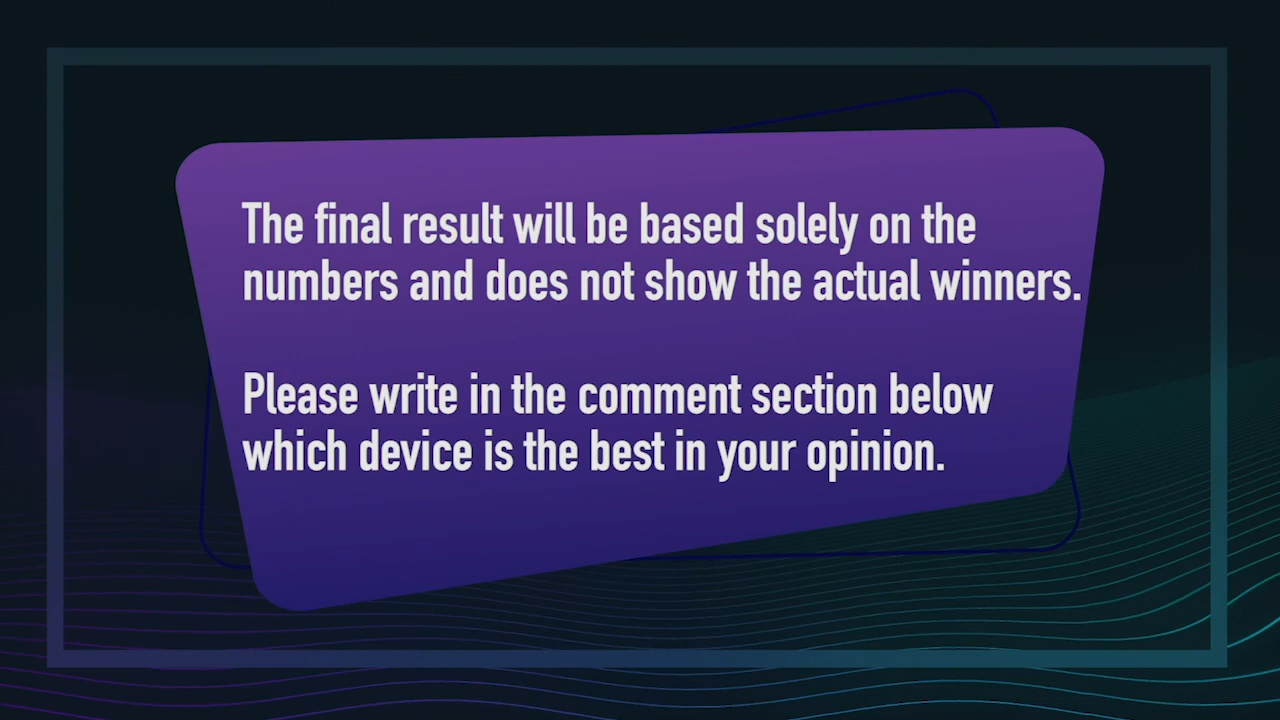 The final result will be based solely on the
numbers and does not show the actual winners.
Please write in the comment section below
which device is the best in your opinion.